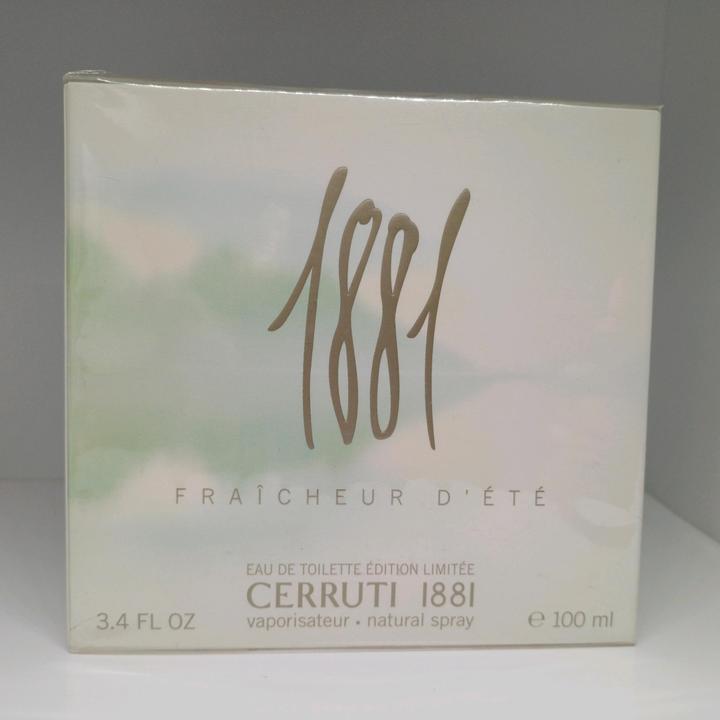 1881
FRAÎCHEUR D'ÉTÉ
EAU DE TOILETTE ÉDITION LIMITÉE
CERRUTI 1881
3.4 FL OZ vaporisateur • natural spray ℮ 100 ml